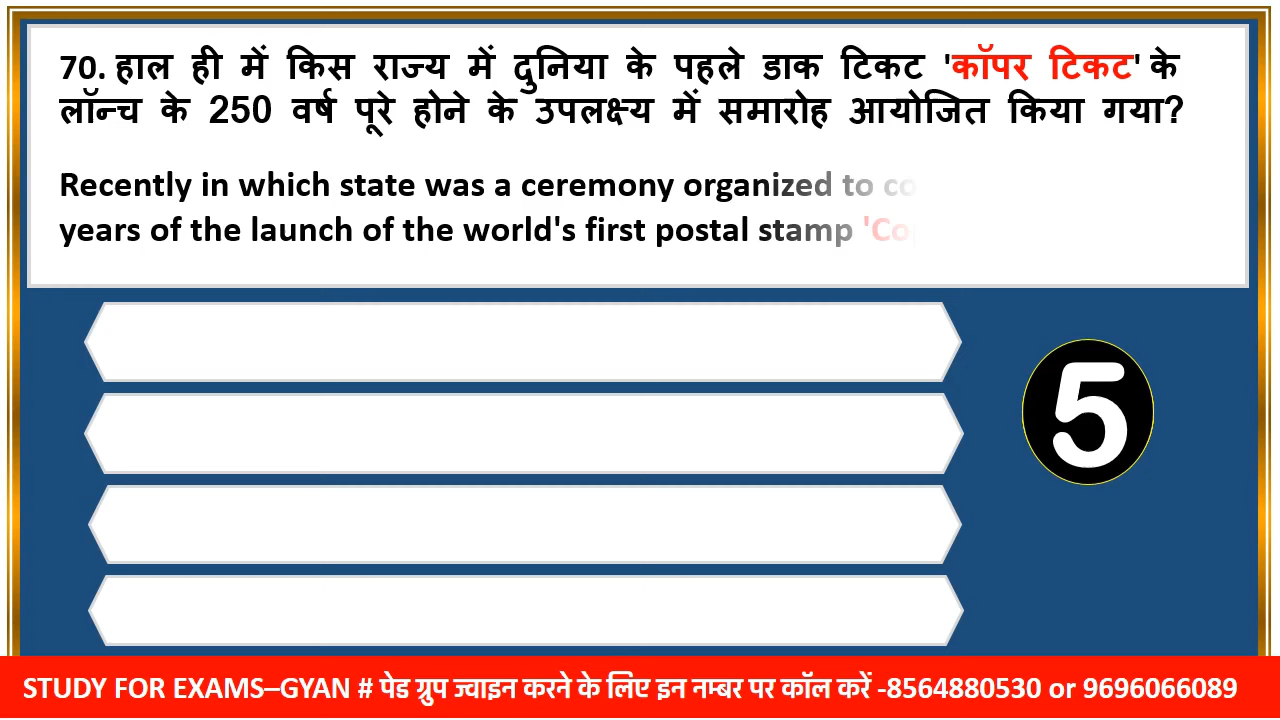 70. हाल ही में किस राज्य में दुनिया के पहले डाक टिकट 'कॉपर टिकट' के
लॉन्च के 250 वर्ष पूरे होने के उपलक्ष्य में समारोह आयोजित किया गया?
Recently in which state was a ceremony organized to
years of the launch of the world's first postal stamp
5
STUDY FOR EXAMS–GYAN # पेड ग्रुप ज्वाइन करने के लिए इन नम्बर पर कॉल करें -8564880530 or 9696066089